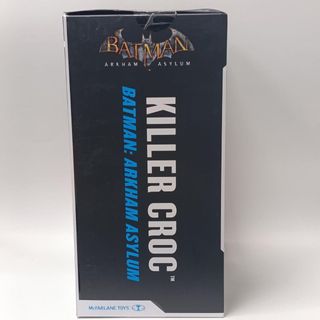 BATMAN
ARKHAM ASYLUM
KILLER CROC™
BATMAN: ARKHAM ASYLUM
McFARLANE TOYS